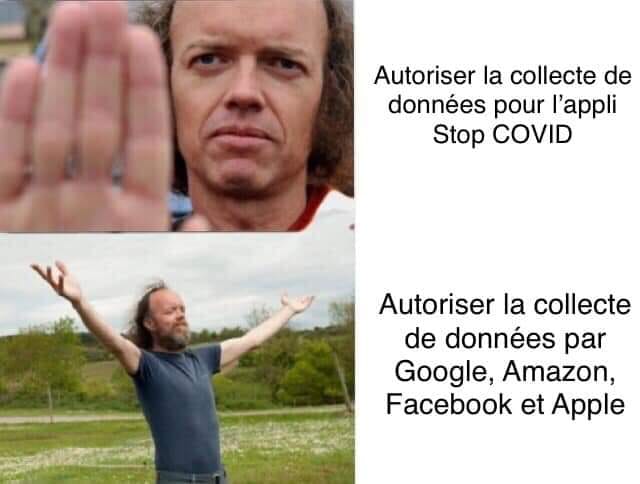 Autoriser la collecte de
données pour l’appli
Stop COVID
Autoriser la collecte
de données par
Google, Amazon,
Facebook et Apple